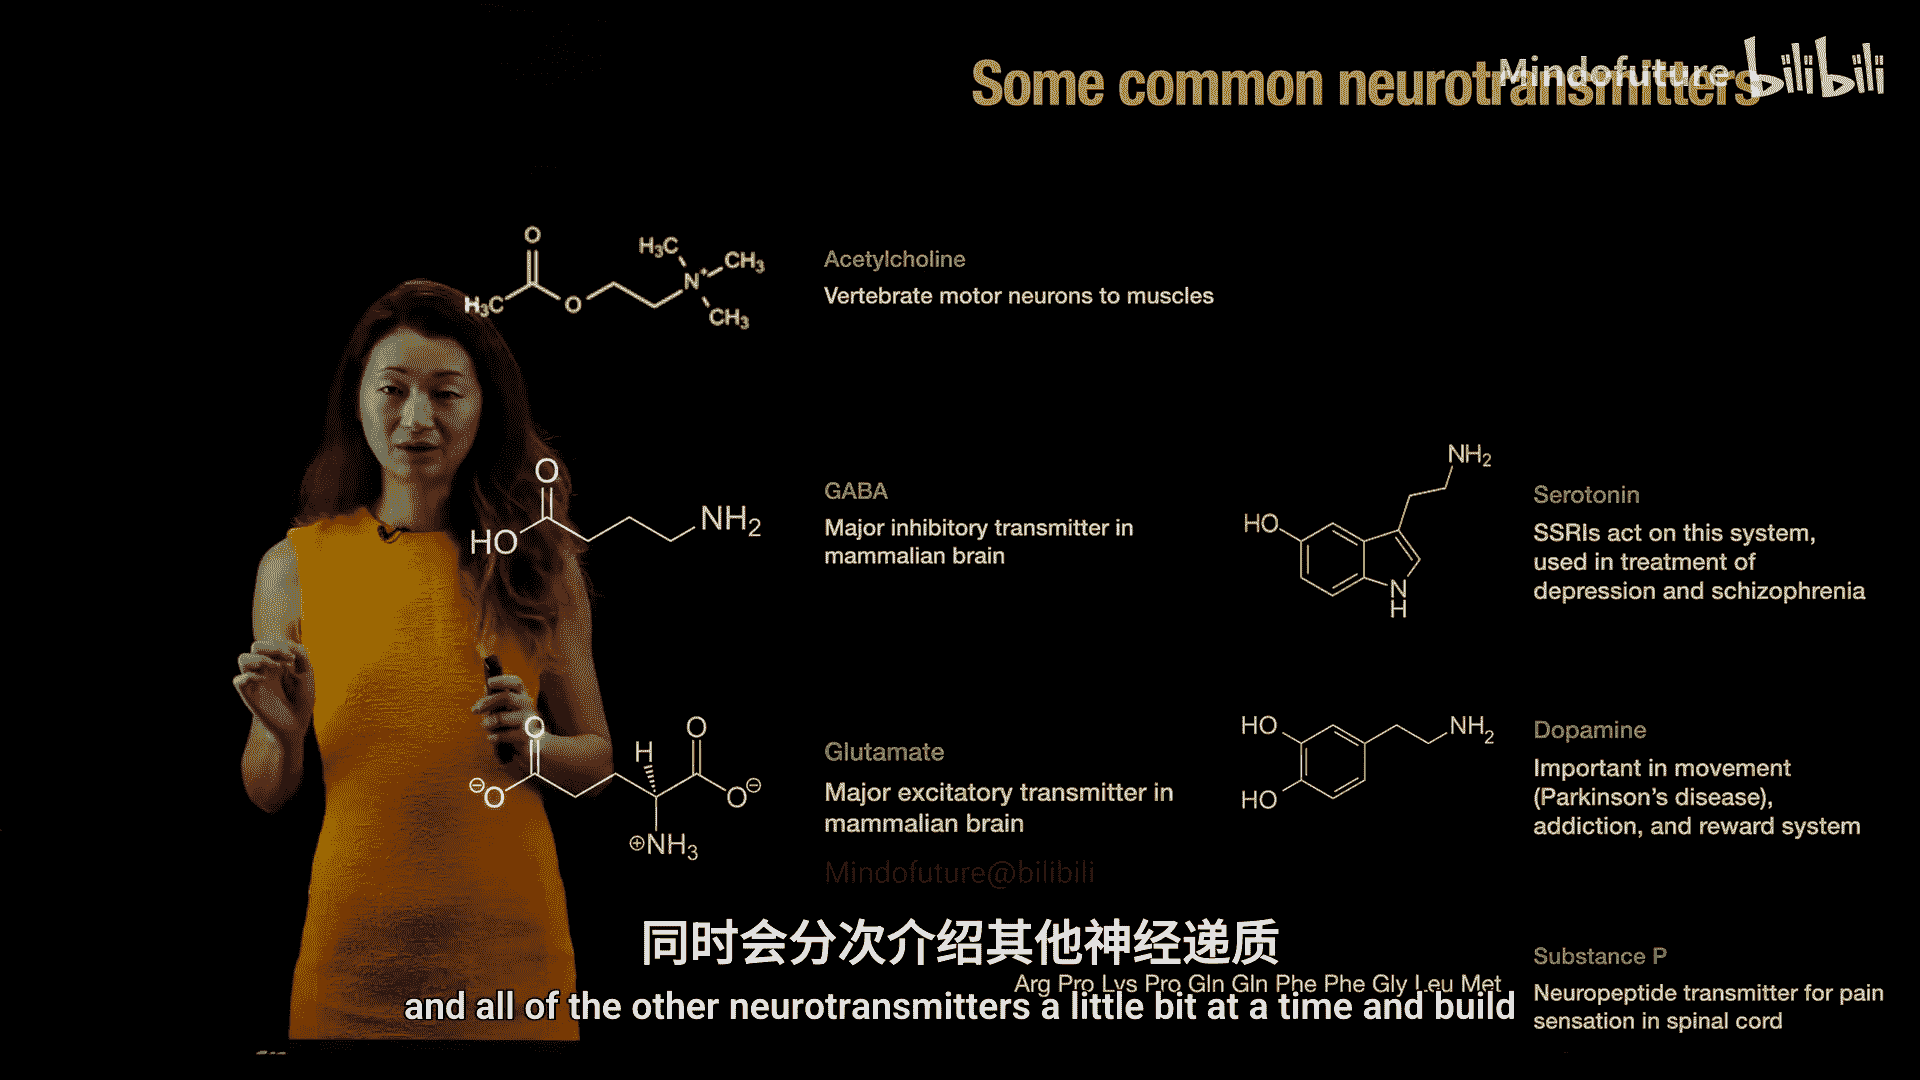 Some common neurotransmitters
Mindofuture bilibili
O
H₃C
CH₃
H₃C
O
N⁺
CH₃
Acetylcholine
Vertebrate motor neurons to muscles
O
HO
NH₂
GABA
Major inhibitory transmitter in
mammalian brain
NH₂
HO
N
H
Serotonin
SSRIs act on this system,
used in treatment of
depression and schizophrenia
O
O
H
⊖O
O⊖
⊕NH₃
Glutamate
Major excitatory transmitter in
mammalian brain
Mindofuture@bilibili
HO
NH₂
HO
Dopamine
Important in movement
(Parkinson's disease),
addiction, and reward system
Arg Pro Lys Pro Gln Gln Phe Phe Gly Leu Met
Substance P
Neuropeptide transmitter for pain
sensation in spinal cord
同时会分次介绍其他神经递质
and all of the other neurotransmitters a little bit at a time and build